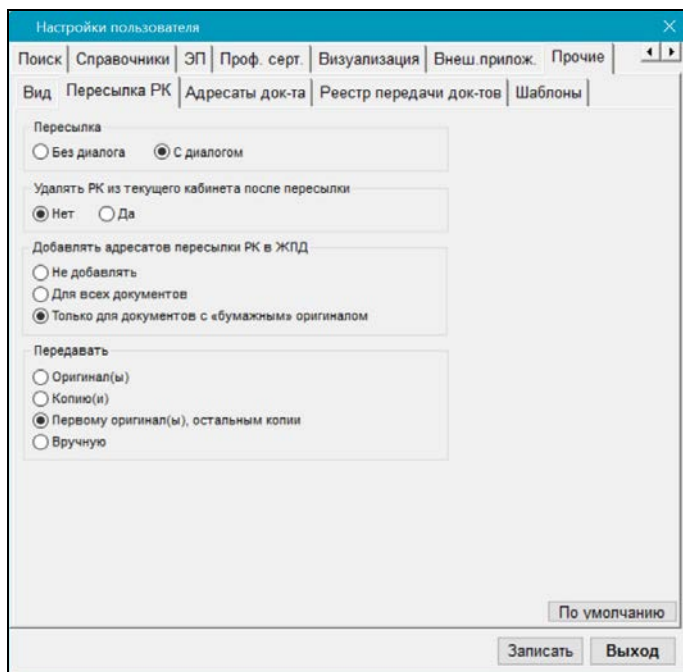 Настройки пользователя
Поиск Справочники ЭП Проф. серт. Визуализация Внеш.прилож. Прочие
Вид Пересылка РК Адресаты док-та Реестр передачи док-тов Шаблоны
Пересылка
Без диалога С диалогом
Удалять РК из текущего кабинета после пересылки
Нет Да
Добавлять адресатов пересылки РК в ЖПД
Не добавлять
Для всех документов
Только для документов с «бумажным» оригиналом
Передавать
Оригинал(ы)
Копию(и)
Первому оригинал(ы), остальным копии
Вручную
По умолчанию
Записать Выход